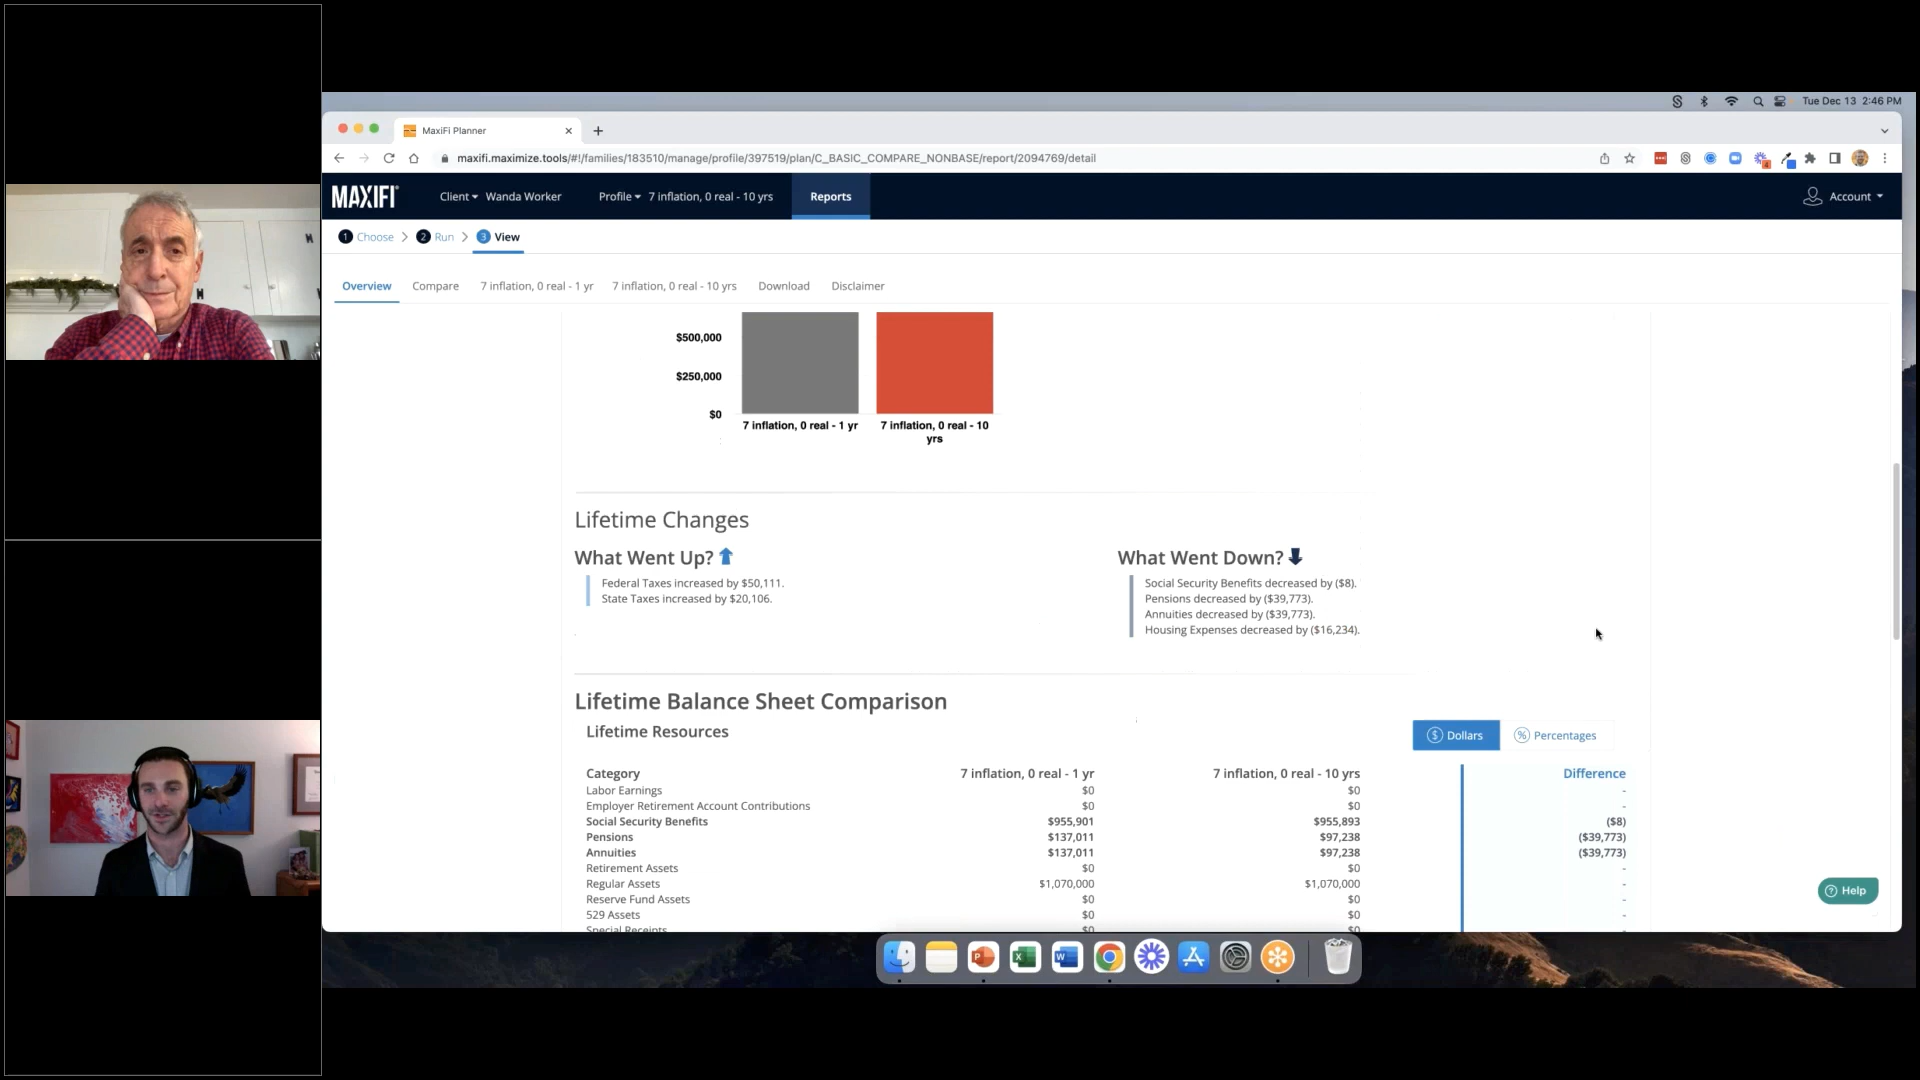 Tue Dec 13 2:46 PM
MaxiFi Planner
maxifi.maximize.tools/#!/families/183510/manage/profile/397519/plan/C_BASIC_COMPARE_NONBASE/report/2094769/detail
MAXIFI
Client Wanda Worker Profile 7 inflation, 0 real - 10 yrs Reports Account
1 Choose 2 Run 3 View
Overview Compare 7 inflation, 0 real - 1 yr 7 inflation, 0 real - 10 yrs Download Disclaimer
$500,000
$250,000
$0
7 inflation, 0 real - 1 yr 7 inflation, 0 real - 10
yrs
Lifetime Changes
What Went Up? What Went Down?
Federal Taxes increased by $50,111. Social Security Benefits decreased by ($8).
State Taxes increased by $20,106. Pensions decreased by ($39,773).
Annuities decreased by ($39,773).
Housing Expenses decreased by ($16,234).
Lifetime Balance Sheet Comparison
Lifetime Resources $ Dollars % Percentages
Category 7 inflation, 0 real - 1 yr 7 inflation, 0 real - 10 yrs Difference
Labor Earnings $0 $0 -
Employer Retirement Account Contributions $0 $0 -
Social Security Benefits $955,901 $955,893 ($8)
Pensions $137,011 $97,238 ($39,773)
Annuities $137,011 $97,238 ($39,773)
Retirement Assets $0 $0 -
Regular Assets $1,070,000 $1,070,000 -
Reserve Fund Assets $0 $0 -
529 Assets $0 $0 -
Special Receipts $0 $0 -
? Help